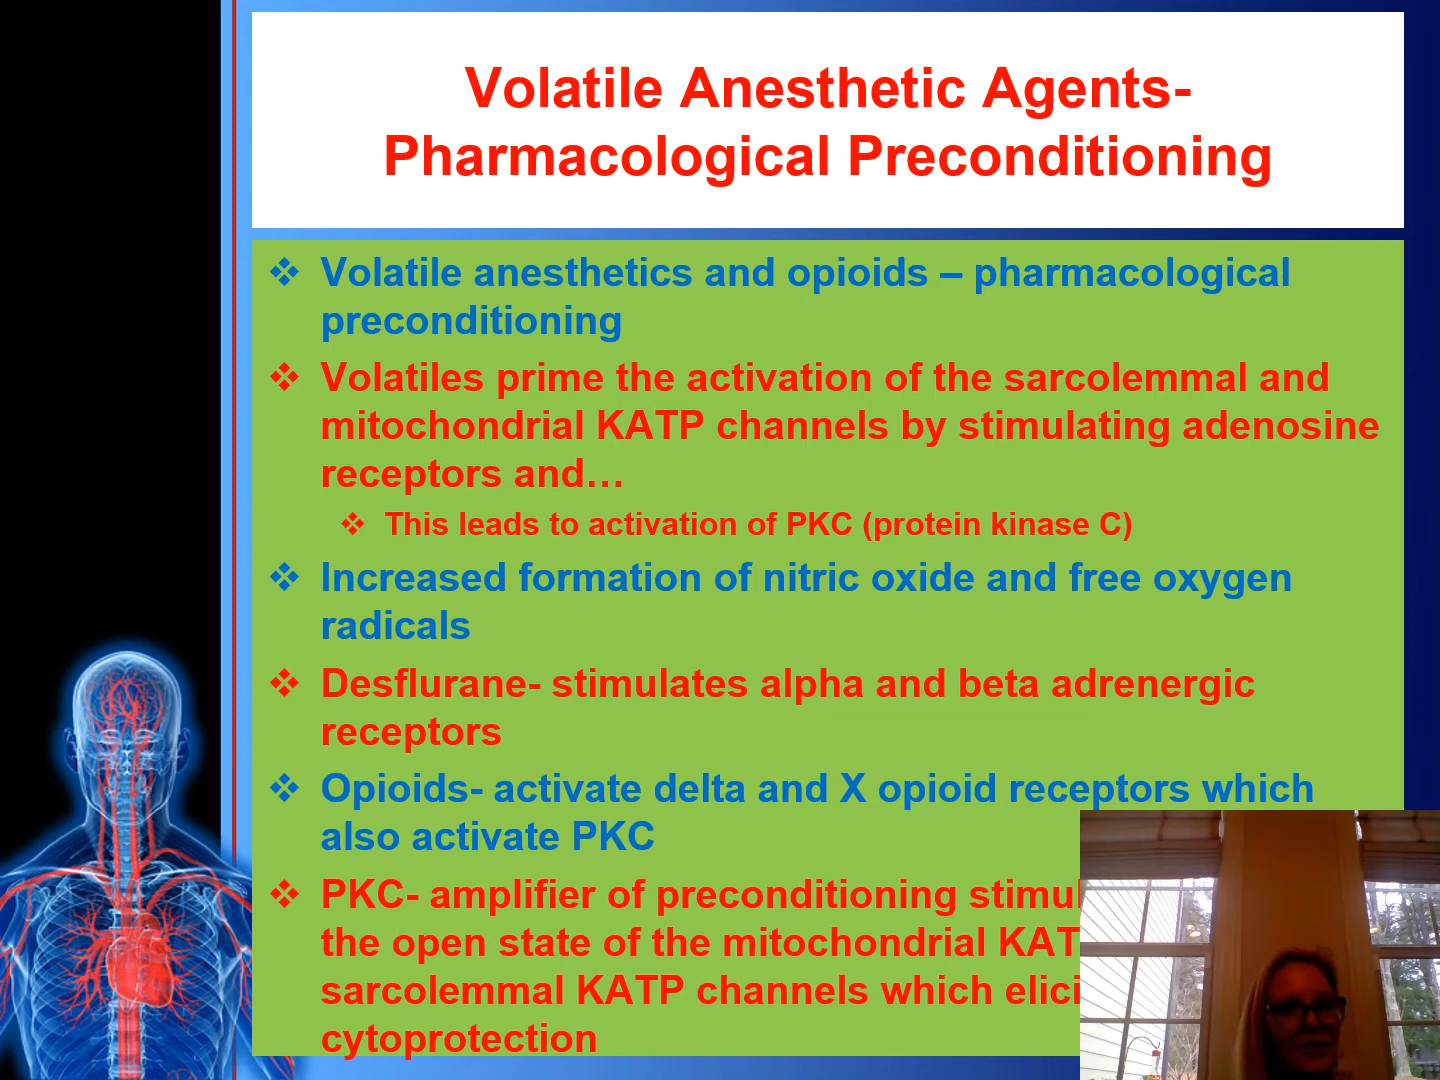 Volatile Anesthetic Agents-
Pharmacological Preconditioning
❖ Volatile anesthetics and opioids – pharmacological
preconditioning
❖ Volatiles prime the activation of the sarcolemmal and
mitochondrial KATP channels by stimulating adenosine
receptors and…
❖ This leads to activation of PKC (protein kinase C)
❖ Increased formation of nitric oxide and free oxygen
radicals
❖ Desflurane- stimulates alpha and beta adrenergic
receptors
❖ Opioids- activate delta and X opioid receptors which
also activate PKC
❖ PKC- amplifier of preconditioning
the open state of the mitochondrial
sarcolemmal KATP channels which
cytoprotection